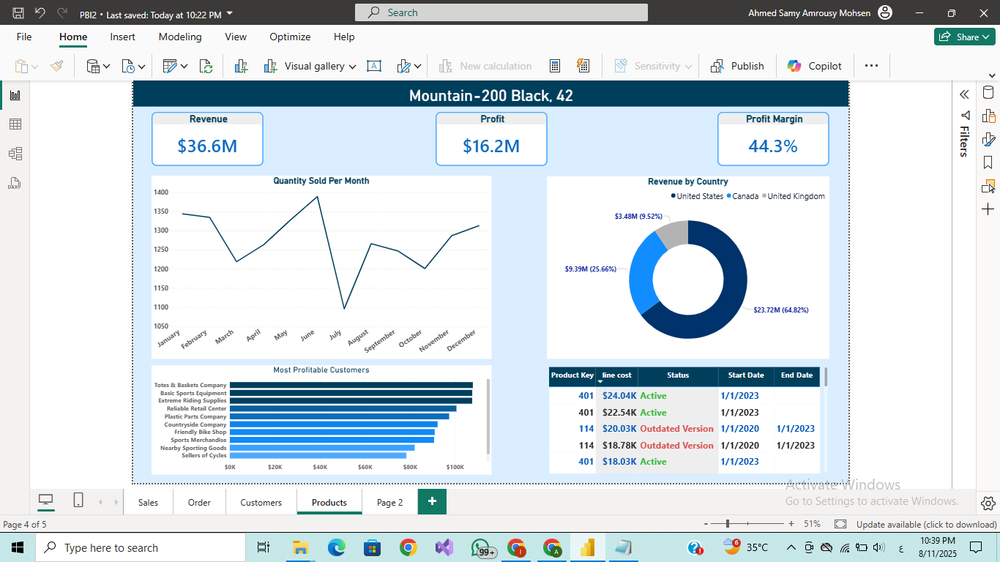 PBI2 • Last saved: Today at 10:22 PM
Search
Ahmed Samy Amrousy Mohsen
File Home Insert Modeling View Optimize Help
Share
Visual gallery
New calculation
Sensitivity
Publish
Copilot
Mountain-200 Black, 42
Revenue
$36.6M
Profit
$16.2M
Profit Margin
44.3%
Filters
Quantity Sold Per Month
1400
1350
1300
1250
1200
1150
1100
1050
January February March April May June July August September October November December
Revenue by Country
United States Canada United Kingdom
$3.48M (9.52%)
$9.39M (25.66%)
$23.72M (64.82%)
Most Profitable Customers
Totes & Baskets Company
Basic Sports Equipment
Extreme Riding Supplies
Reliable Retail Center
Plastic Parts Company
Countryside Company
Friendly Bike Shop
Sports Merchandise
Nearby Sporting Goods
Sellers of Cycles
$0K $20K $40K $60K $80K $100K
Product Key line cost Status Start Date End Date
401 $24.04K Active 1/1/2023
401 $22.54K Active 1/1/2023
114 $20.03K Outdated Version 1/1/2020 1/1/2023
114 $18.78K Outdated Version 1/1/2020 1/1/2023
401 $18.03K Active 1/1/2023
Activate Windows
Go to Settings to activate Windows.
Sales Order Customers Products Page 2 +
Page 4 of 5
- + 51%
Update available (click to download)
Type here to search
99+
I
A
6
35°C
ع
10:39 PM
8/11/2025
DAX